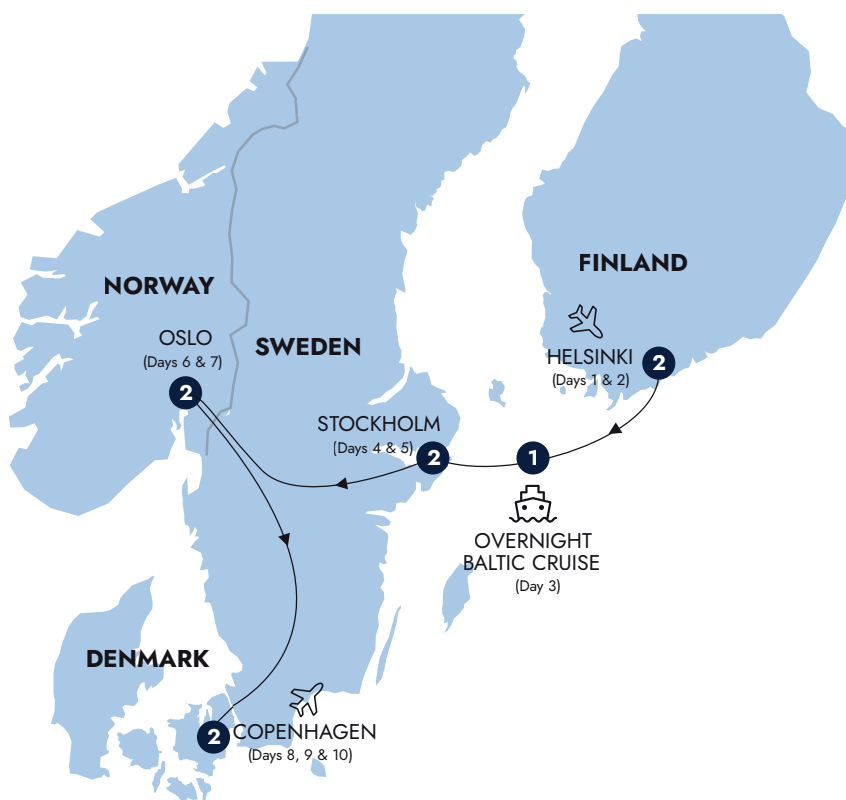 FINLAND
NORWAY
OSLO
(Days 6 & 7)
2
SWEDEN
HELSINKI
(Days 1 & 2)
2
STOCKHOLM
(Days 4 & 5)
2
1
OVERNIGHT
BALTIC CRUISE
(Day 3)
DENMARK
2
COPENHAGEN
(Days 8, 9 & 10)